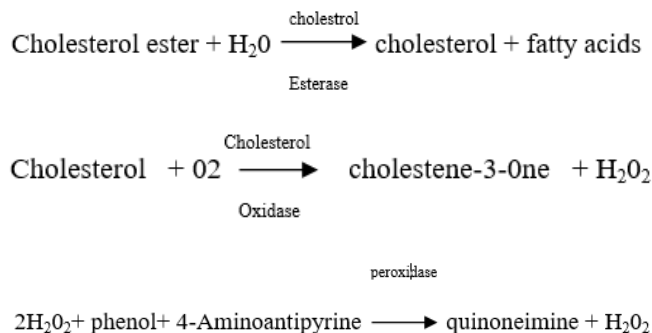 cholestrol
Cholesterol ester + H₂0 ⟶ cholesterol + fatty acids
Esterase
Cholesterol
Cholesterol + 02 ⟶ cholestene-3-0ne + H₂0₂
Oxidase
peroxidase
2H₂0₂+ phenol+ 4-Aminoantipyrine ⟶ quinoneimine + H₂0₂